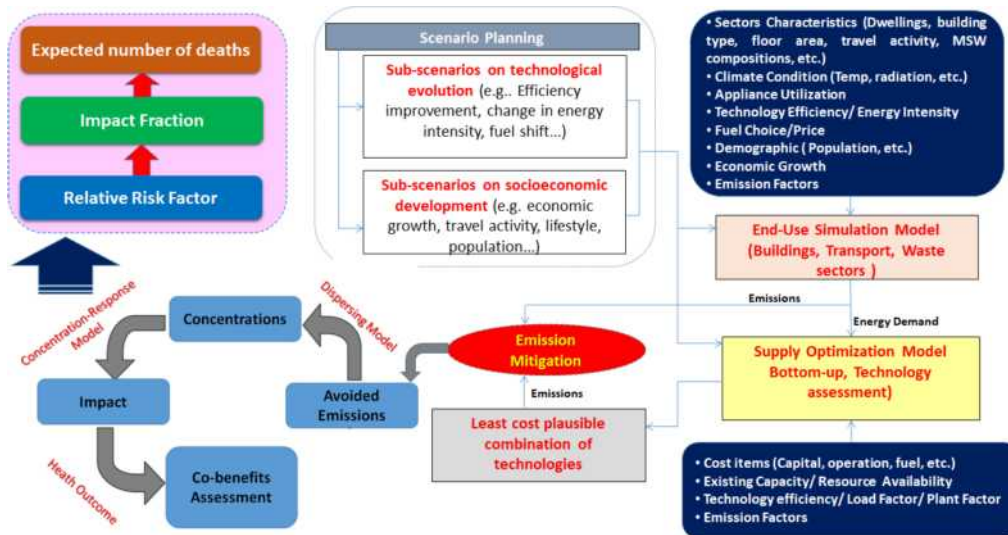 Expected number of deaths
Impact Fraction
Relative Risk Factor
Scenario Planning
Sub-scenarios on technological
evolution (e.g.. Efficiency
improvement, change in energy
intensity, fuel shift...)
Sub-scenarios on socioeconomic
development (e.g. economic
growth, travel activity, lifestyle,
population...)
• Sectors Characteristics (Dwellings, building
type, floor area, travel activity, MSW
compositions, etc.)
• Climate Condition (Temp, radiation, etc.)
• Appliance Utilization
• Technology Efficiency/ Energy Intensity
• Fuel Choice/Price
• Demographic ( Population, etc.)
• Economic Growth
• Emission Factors
End-Use Simulation Model
(Buildings, Transport, Waste
sectors )
Emissions
Energy Demand
Supply Optimization Model
Bottom-up, Technology
assessment)
• Cost items (Capital, operation, fuel, etc.)
• Existing Capacity/ Resource Availability
• Technology efficiency/ Load Factor/ Plant Factor
• Emission Factors
Least cost plausible
combination of
technologies
Emissions
Emission
Mitigation
Avoided
Emissions
Dispersing Model
Concentrations
Concentration-Response
Model
Impact
Heath Outcome
Co-benefits
Assessment